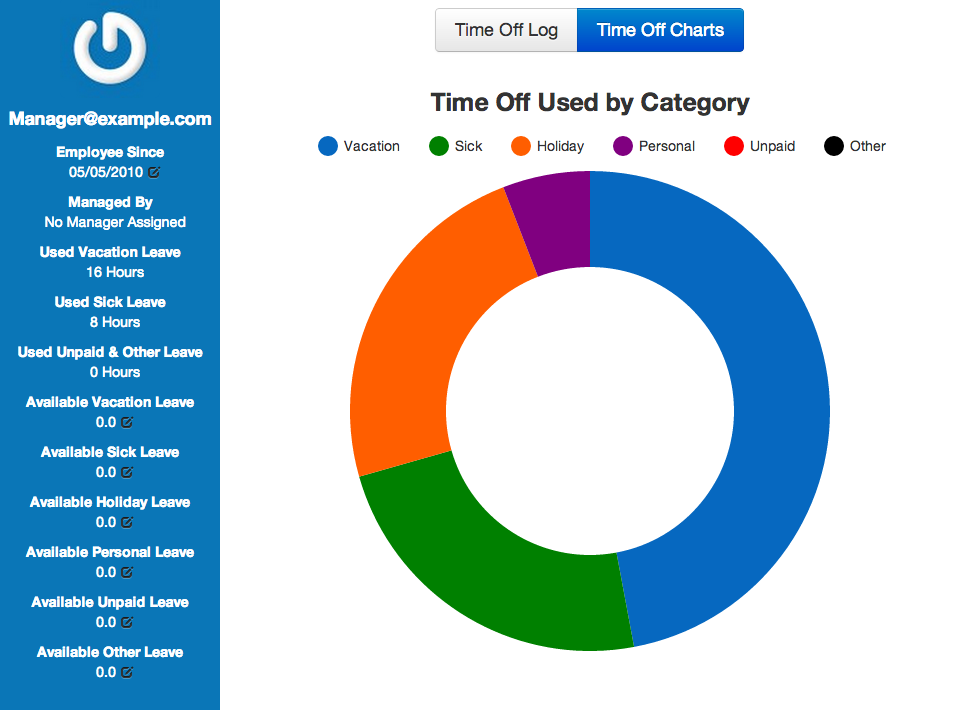 Manager@example.com
Employee Since
05/05/2010
Managed By
No Manager Assigned
Used Vacation Leave
16 Hours
Used Sick Leave
8 Hours
Used Unpaid & Other Leave
0 Hours
Available Vacation Leave
0.0
Available Sick Leave
0.0
Available Holiday Leave
0.0
Available Personal Leave
0.0
Available Unpaid Leave
0.0
Available Other Leave
0.0
Time Off Log Time Off Charts
Time Off Used by Category
Vacation Sick Holiday Personal Unpaid Other